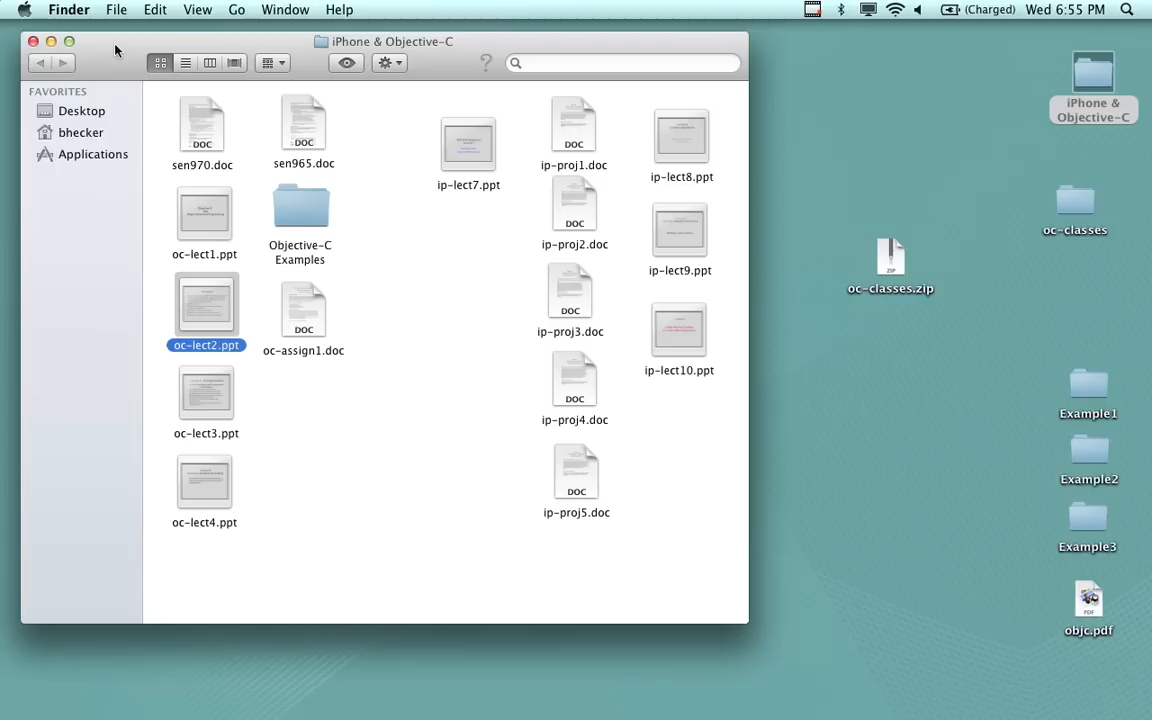 Finder File Edit View Go Window Help (Charged) Wed 6:55 PM
iPhone & Objective-C
FAVORITES
Desktop
bhecker
Applications
DOC
sen970.doc
DOC
sen965.doc
ip-lect7.ppt
DOC
ip-proj1.doc
ip-lect8.ppt
oc-lect1.ppt
Objective-C
Examples
DOC
ip-proj2.doc
ip-lect9.ppt
oc-lect2.ppt
DOC
oc-assign1.doc
DOC
ip-proj3.doc
ip-lect10.ppt
oc-lect3.ppt
DOC
ip-proj4.doc
oc-lect4.ppt
DOC
ip-proj5.doc
iPhone &
Objective-C
oc-classes
ZIP
oc-classes.zip
Example1
Example2
Example3
PDF
objc.pdf